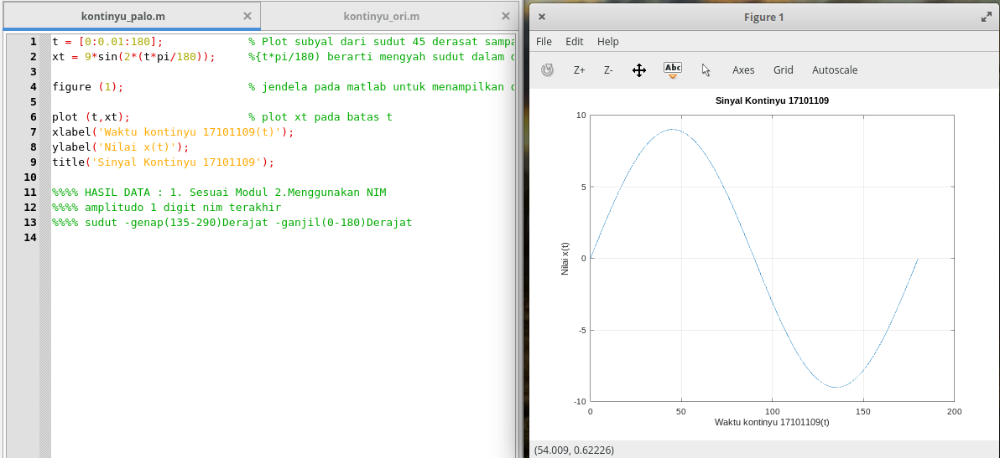 kontinyu_palo.m
kontinyu_ori.m
1 t = [0:0.01:180]; % Plot subyal dari sudut 45 derasat sampa
2 xt = 9*sin(2*(t*pi/180)); %{t*pi/180) berarti mengyah sudut dalam
3
4 figure (1); % jendela pada matlab untuk menampilkan
5
6 plot (t,xt); % plot xt pada batas t
7 xlabel('Waktu kontinyu 17101109(t)');
8 ylabel('Nilai x(t)');
9 title('Sinyal Kontinyu 17101109');
10
11 %%%% HASIL DATA : 1. Sesuai Modul 2.Menggunakan NIM
12 %%%% amplitudo 1 digit nim terakhir
13 %%%% sudut -genap(135-290)Derajat -ganjil(0-180)Derajat
14
Figure 1
File Edit Help
Z+ Z- Abc Axes Grid Autoscale
Sinyal Kontinyu 17101109
10
5
0
-5
-10
Nilai x(t)
0 50 100 150 200
Waktu kontinyu 17101109(t)
(54.009, 0.62226)